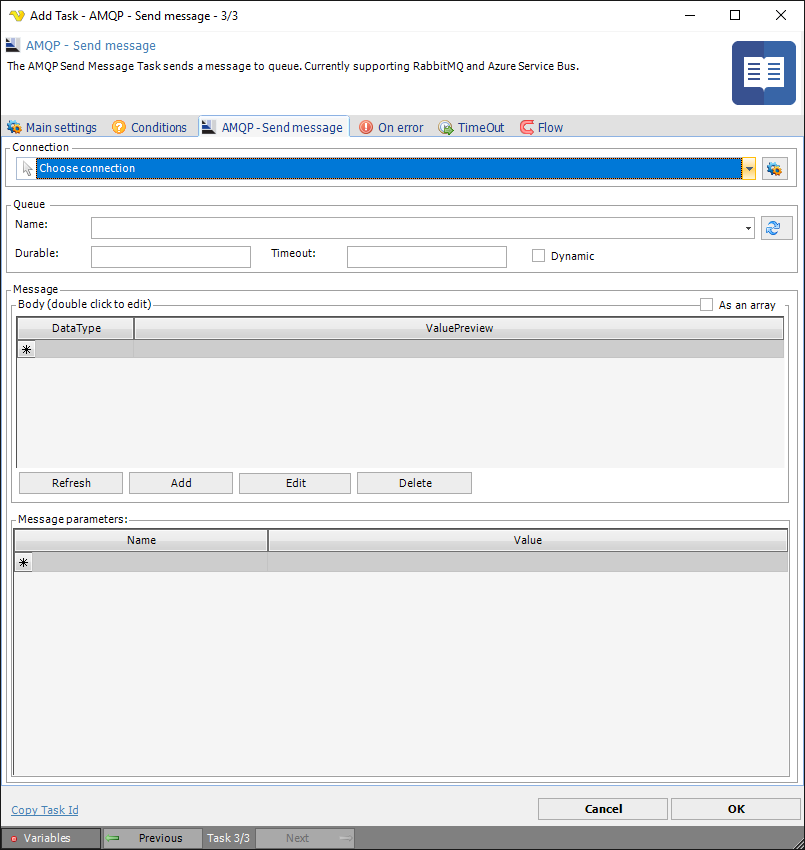 Add Task - AMQP - Send message - 3/3
AMQP - Send message
The AMQP Send Message Task sends a message to queue. Currently supporting RabbitMQ and Azure Service Bus.
Main settings Conditions AMQP - Send message On error TimeOut Flow
Connection
Choose connection
Queue
Name:
Durable: Timeout: Dynamic
Message
Body (double click to edit) As an array
DataType ValuePreview
Refresh Add Edit Delete
Message parameters:
Name Value
Copy Task Id Cancel OK
Variables Previous Task 3/3 Next